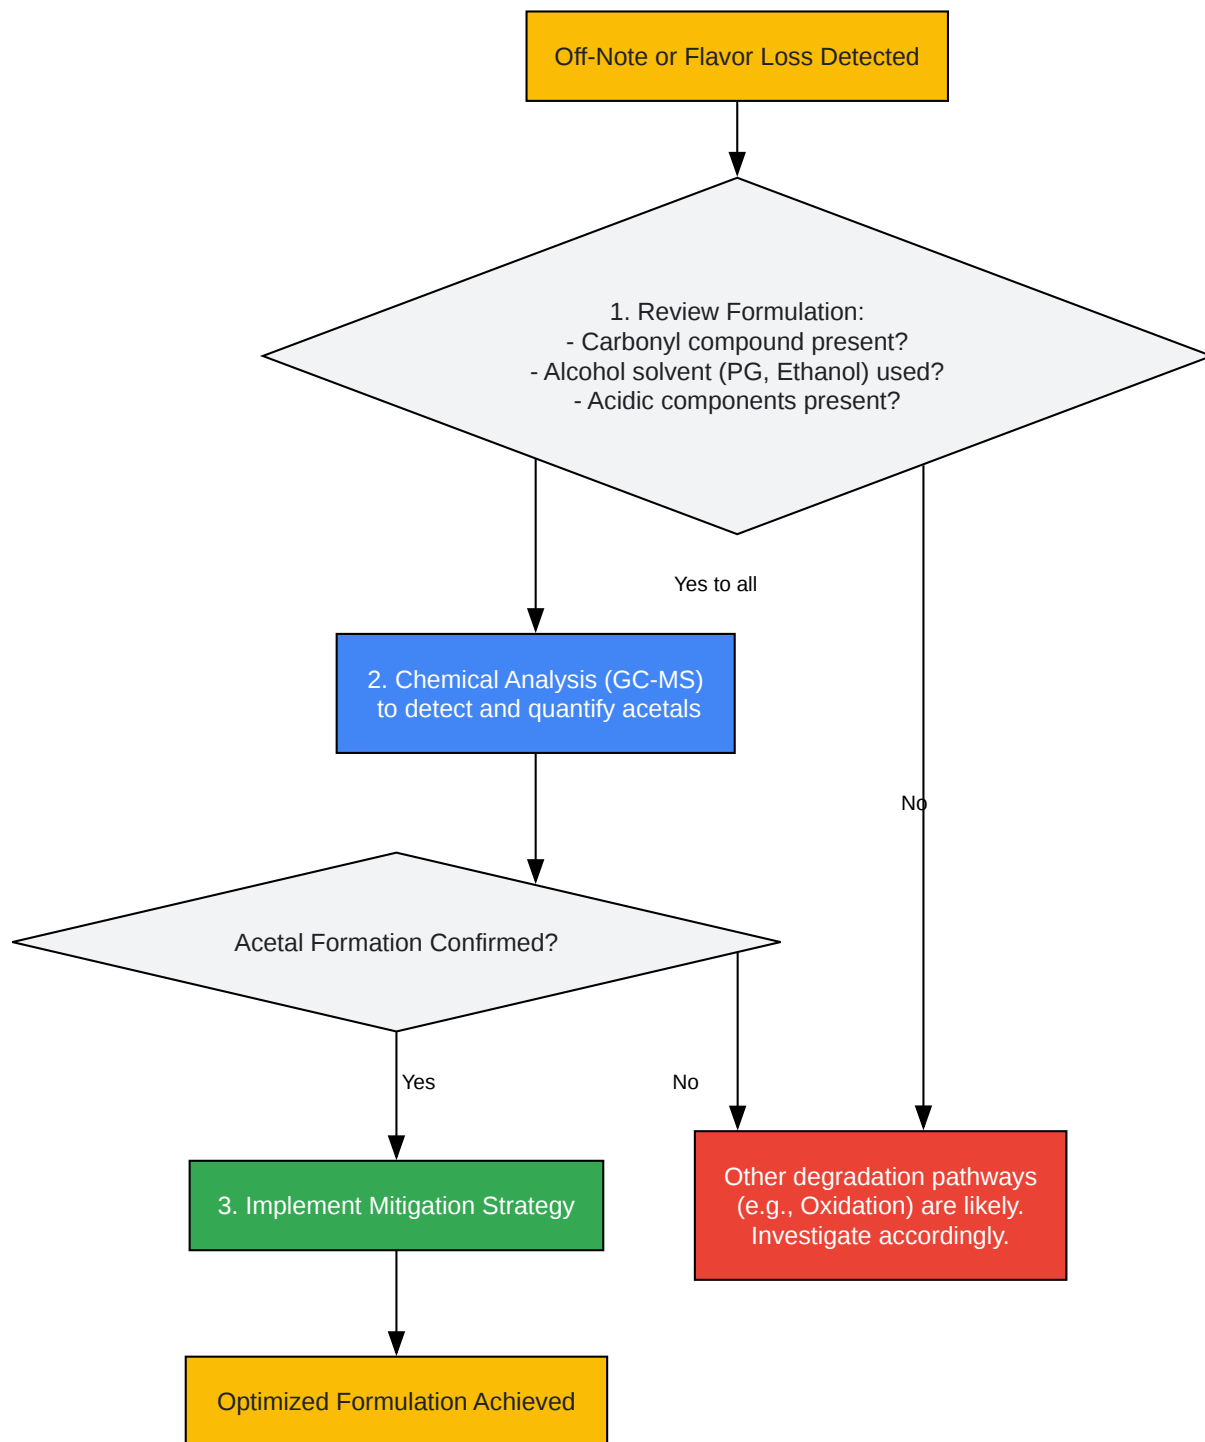 Off-Note or Flavor Loss Detected
1. Review Formulation:
- Carbonyl compound present?
- Alcohol solvent (PG, Ethanol) used?
- Acidic components present?
Yes to all
2. Chemical Analysis (GC-MS)
to detect and quantify acetals
No
Acetal Formation Confirmed?
Yes
No
3. Implement Mitigation Strategy
Other degradation pathways
(e.g., Oxidation) are likely.
Investigate accordingly.
Optimized Formulation Achieved